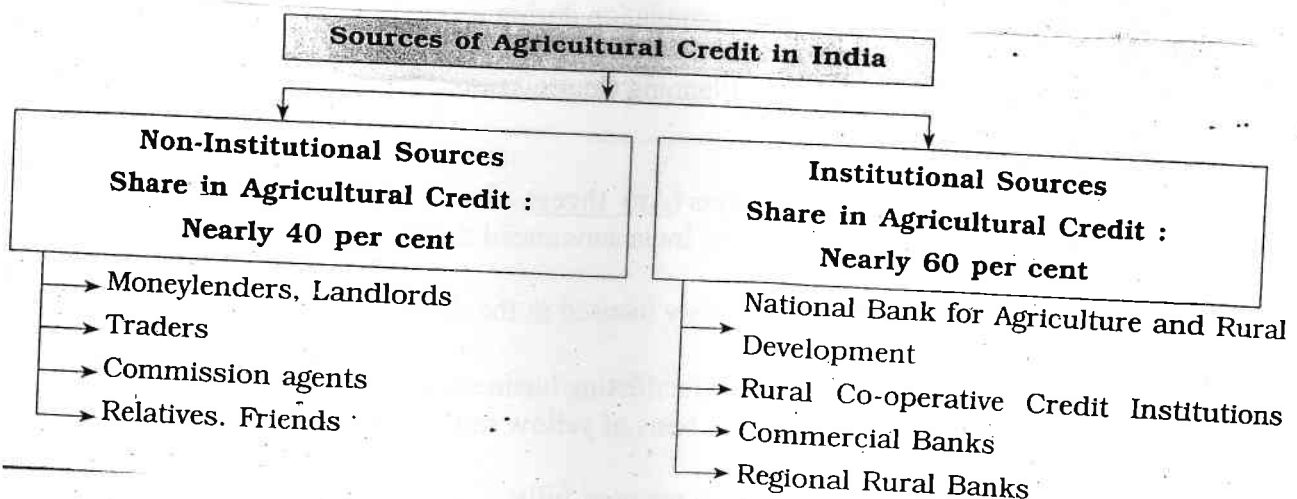 Sources of Agricultural Credit in India
Non-Institutional Sources
Share in Agricultural Credit :
Nearly 40 per cent
Moneylenders, Landlords
Traders
Commission agents
Relatives. Friends
Institutional Sources
Share in Agricultural Credit :
Nearly 60 per cent
National Bank for Agriculture and Rural
Development
Rural Co-operative Credit Institutions
Commercial Banks
Regional Rural Banks